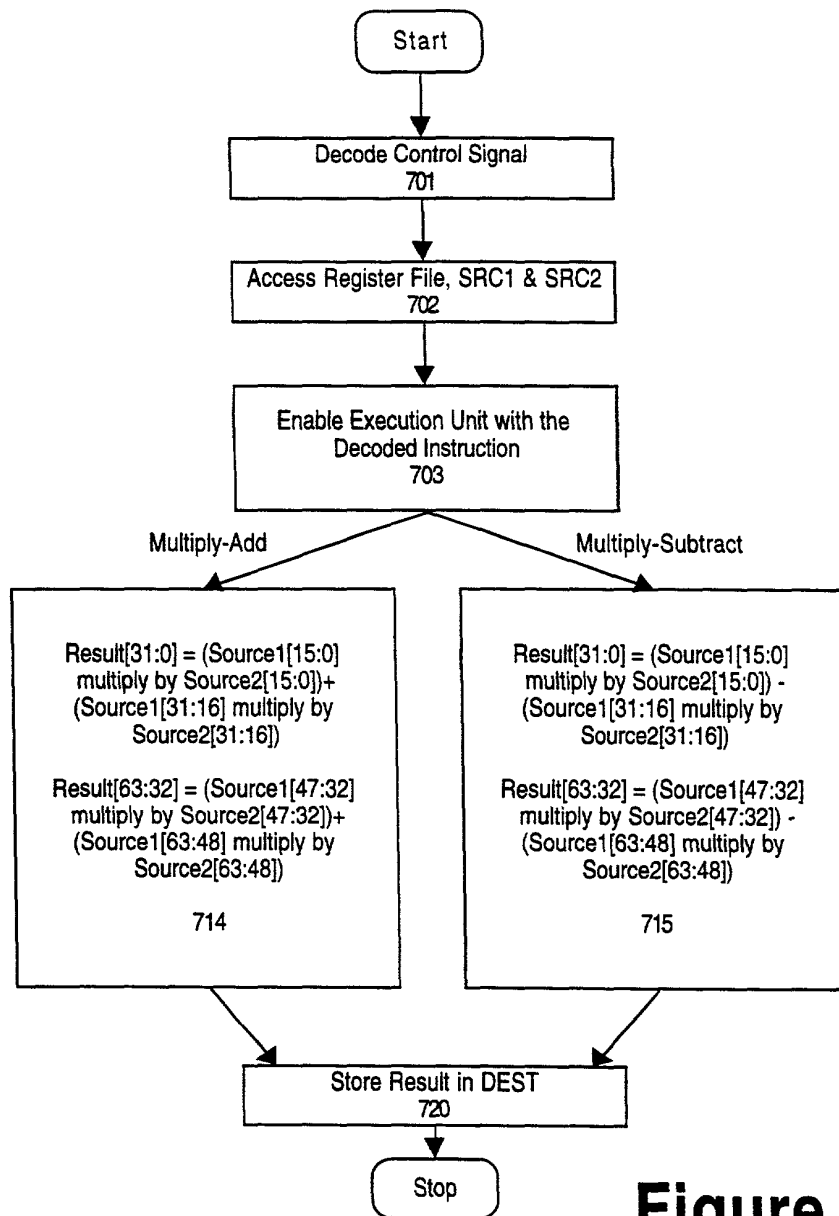 Start
Decode Control Signal
701
Access Register File, SRC1 & SRC2
702
Enable Execution Unit with the
Decoded Instruction
703
Multiply-Add
Multiply-Subtract
Result[31:0] = (Source1[15:0]
multiply by Source2[15:0])+
(Source1[31:16] multiply by
Source2[31:16])
Result[63:32] = (Source1[47:32]
multiply by Source2[47:32])+
(Source1[63:48] multiply by
Source2[63:48])
714
Result[31:0] = (Source1[15:0]
multiply by Source2[15:0]) -
(Source1[31:16] multiply by
Source2[31:16])
Result[63:32] = (Source1[47:32]
multiply by Source2[47:32]) -
(Source1[63:48] multiply by
Source2[63:48])
715
Store Result in DEST
720
Stop
Figure